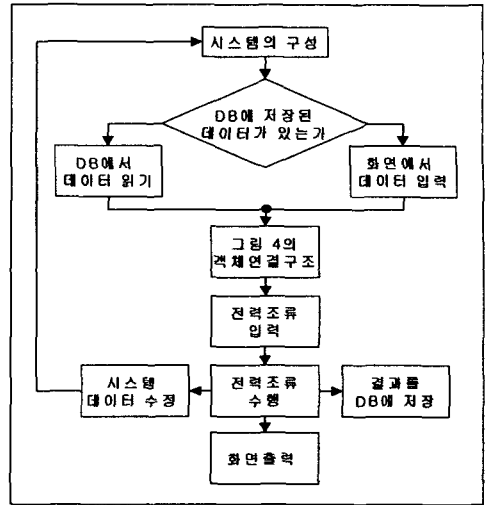 시스템의 구성
DB에 저장된
데이터가 있는가
DB에서
데이터 읽기
화면에서
데이터 입력
그림 4의
객체연결구조
전력조류
입력
시스템
데이터 수정
전력조류
수행
결과를
DB에 저장
화면출력